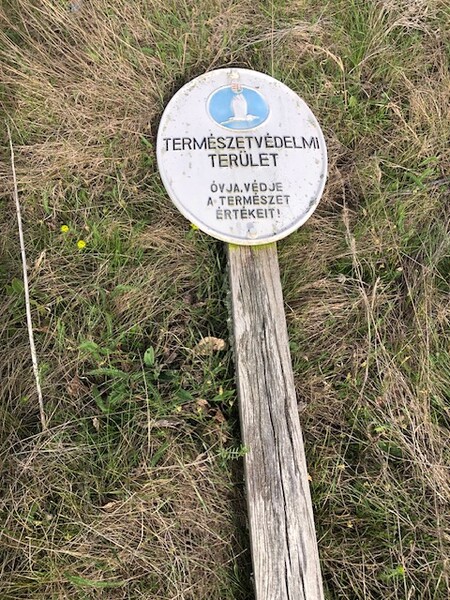 TERMÉSZETVÉDELMI
TERÜLET
ÓVJA, VÉDJE
A TERMÉSZET
ÉRTÉKEIT!